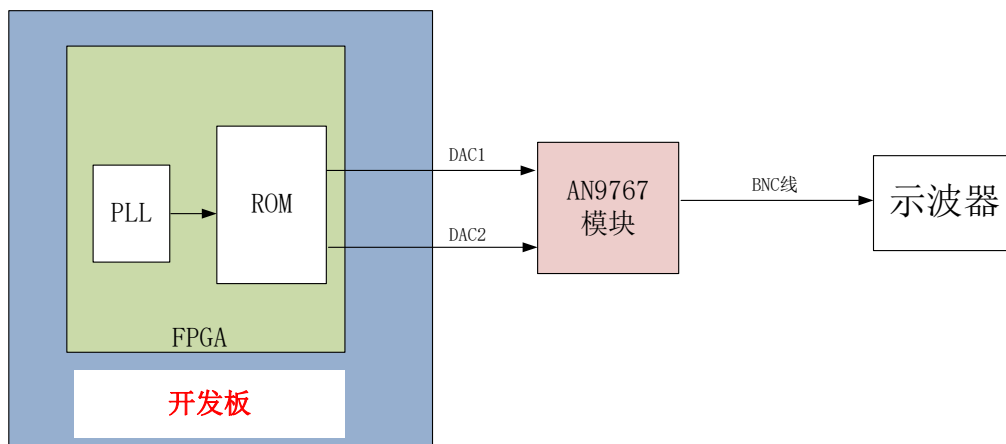 PLL
ROM
FPGA
开发板
DAC1
DAC2
AN9767
模块
BNC线
示波器